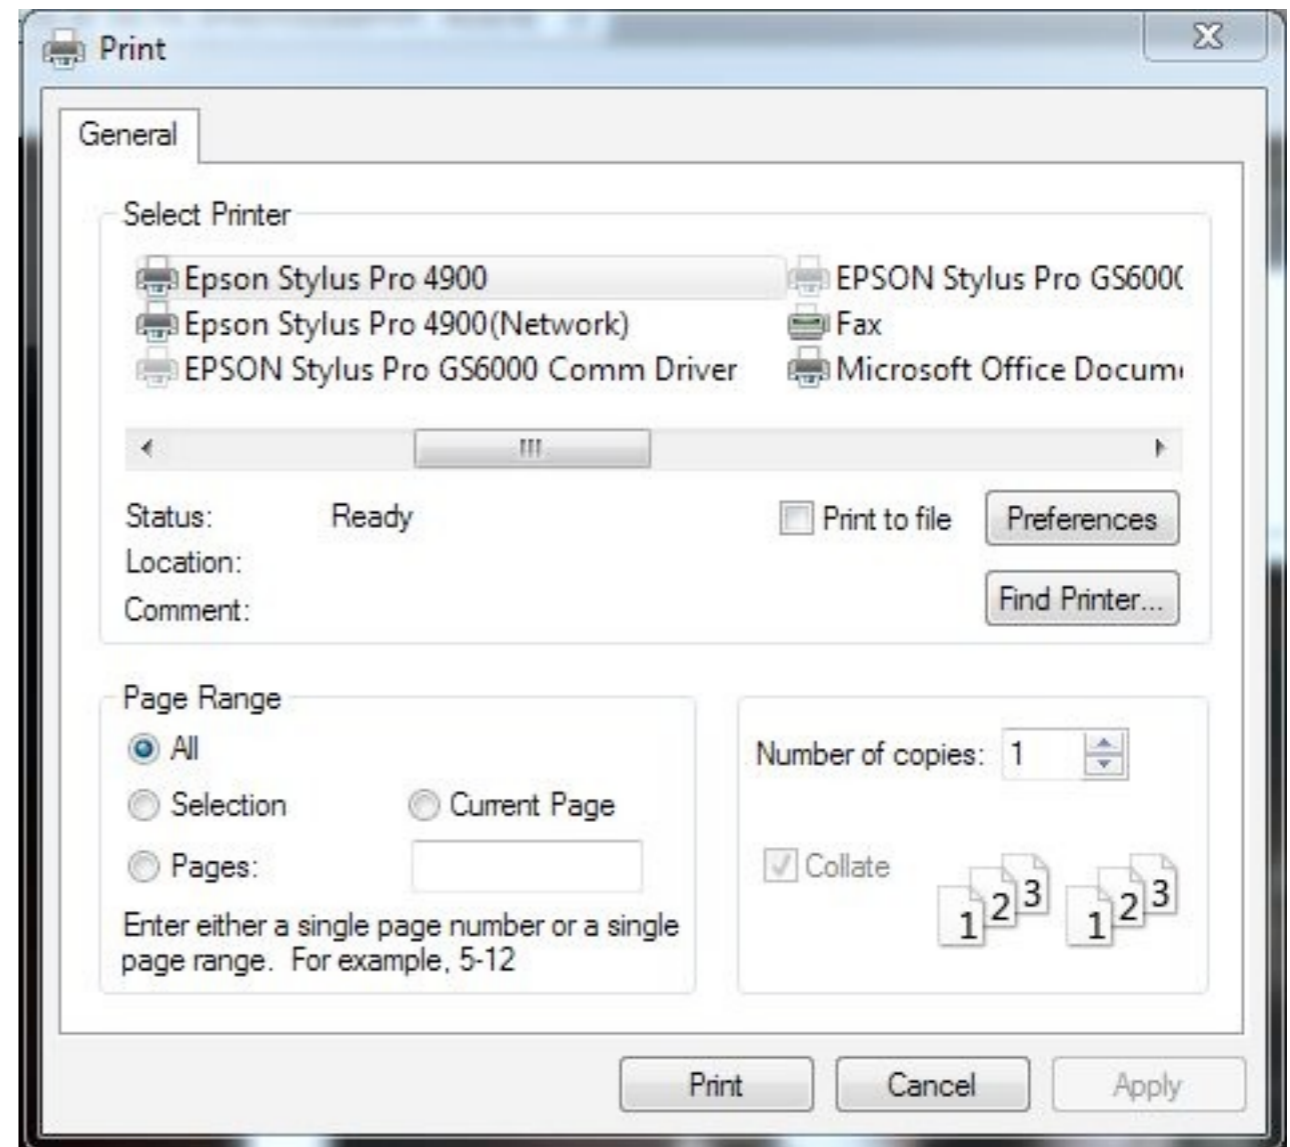 Print
General
Select Printer
Epson Stylus Pro 4900
EPSON Stylus Pro GS6000
Epson Stylus Pro 4900(Network)
Fax
EPSON Stylus Pro GS6000 Comm Driver
Microsoft Office Docum
Status: Ready
Print to file
Preferences
Location:
Find Printer...
Comment:
Page Range
All
Number of copies: 1
Selection
Current Page
Pages:
Collate
1 2 3 1 2 3
Enter either a single page number or a single
page range. For example, 5-12
Print
Cancel
Apply